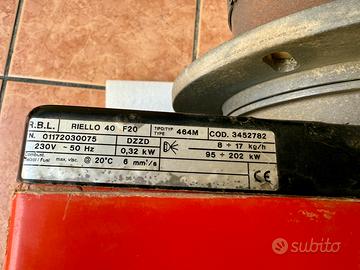 R.B.L. RIELLO 40 F20 TIPO/TYP TYPE 464M COD. 3452782
N. 01172030075 DZZD 8 ÷ 17 kg/h
230V ~ 50 Hz 0,32 kW 95 ÷ 202 kW
max. visc. @ 20°C 6 mm²/s CE
subito